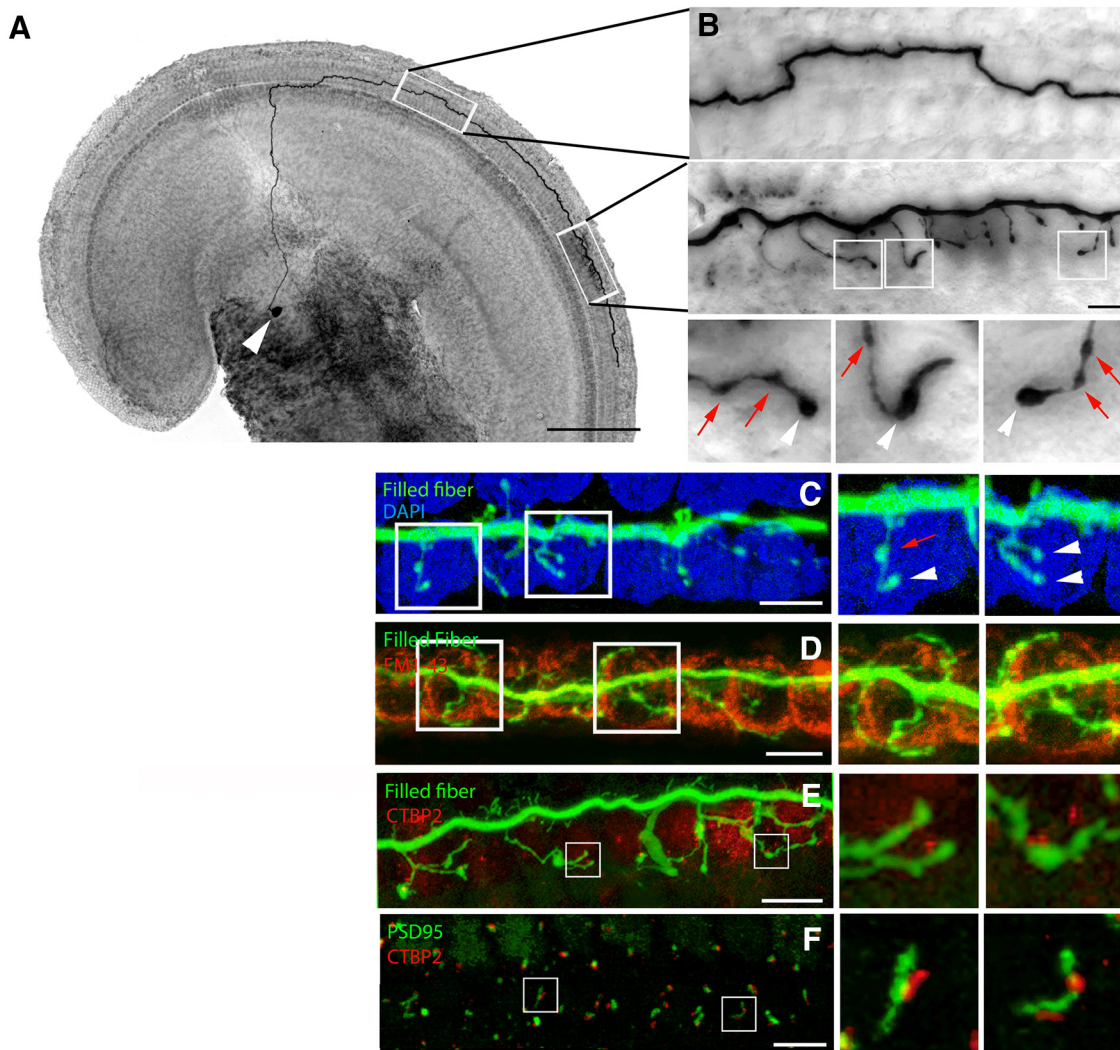 A
B
Filled fiber
DAPI
C
Filled Fiber
FM1-43
D
Filled fiber
CTBP2
E
PSD95
CTBP2
F